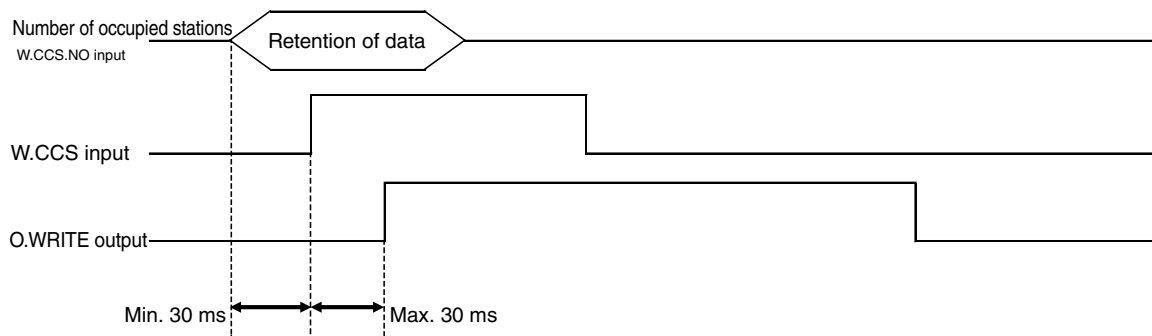 Number of occupied stations
W.CCS.NO input
Retention of data
W.CCS input
O.WRITE output
Min. 30 ms
Max. 30 ms